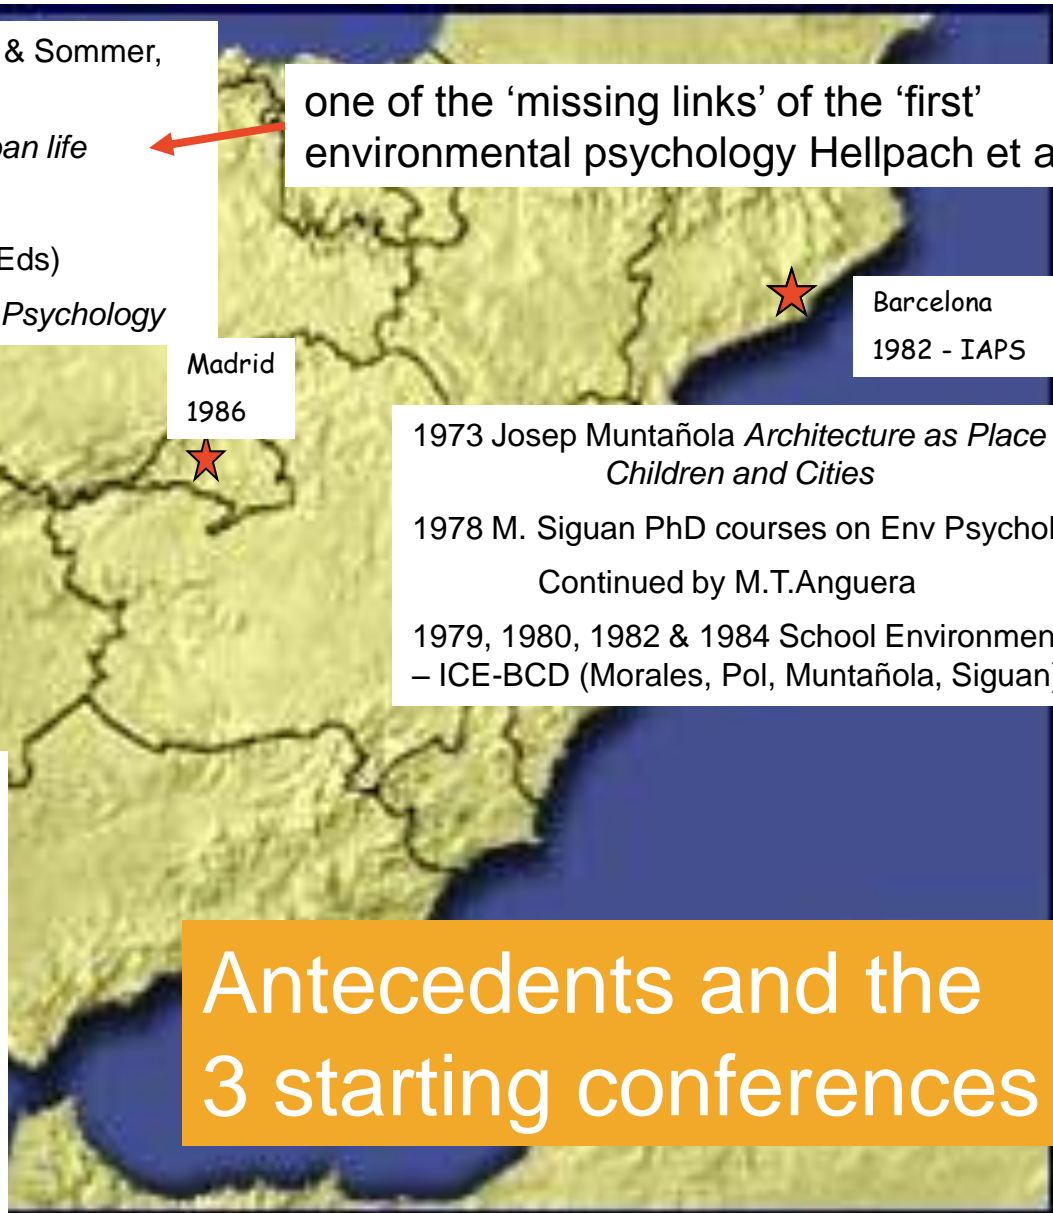 & Sommer,
one of the ‘missing links’ of the ‘first’
environmental psychology Hellpach et a
life
Eds)
Psychology
Barcelona
1982 - IAPS
Madrid
1986
1973 Josep Muntañola Architecture as Place
Children and Cities
1978 M. Siguan PhD courses on Env Psychol
Continued by M.T.Anguera
1979, 1980, 1982 & 1984 School Environmen
– ICE-BCD (Morales, Pol, Muntañola, Siguan)
Antecedents and the
3 starting conferences